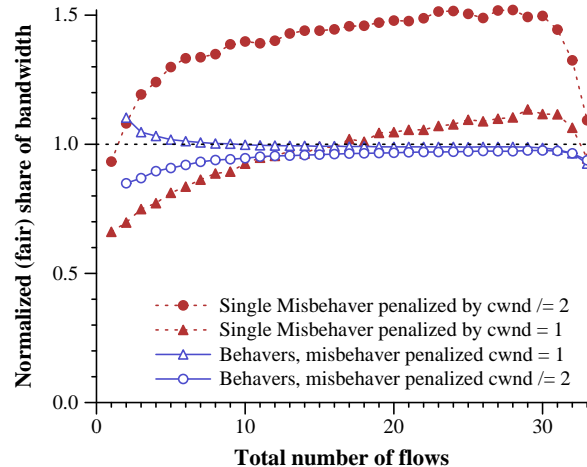 1.5
1.0
0.5
0.0
Normalized (fair) share of bandwidth
Single Misbehaver penalized by cwnd /= 2
Single Misbehaver penalized by cwnd = 1
Behavers, misbehaver penalized cwnd = 1
Behavers, misbehaver penalized cwnd /= 2
0 10 20 30
Total number of flows